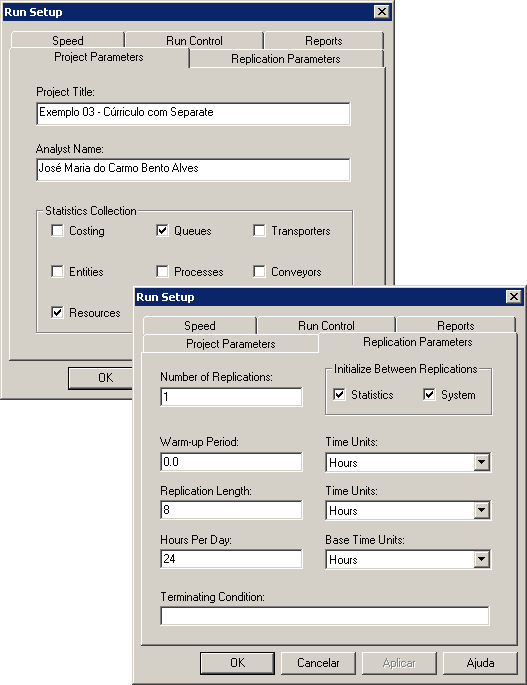 Run Setup
Speed Run Control Reports
Project Parameters Replication Parameters
Project Title:
Exemplo 03 - Cúrriculo com Separate
Analyst Name:
José Maria do Carmo Bento Alves
Statistics Collection
Costing Queues Transporters
Entities Processes Conveyors
Resources
OK
Run Setup
Speed Run Control Reports
Project Parameters Replication Parameters
Number of Replications:
1
Initialize Between Replications
Statistics System
Warm-up Period: Time Units:
0.0 Hours
Replication Length: Time Units:
8 Hours
Hours Per Day: Base Time Units:
24 Hours
Terminating Condition:
OK Cancelar Aplicar Ajuda